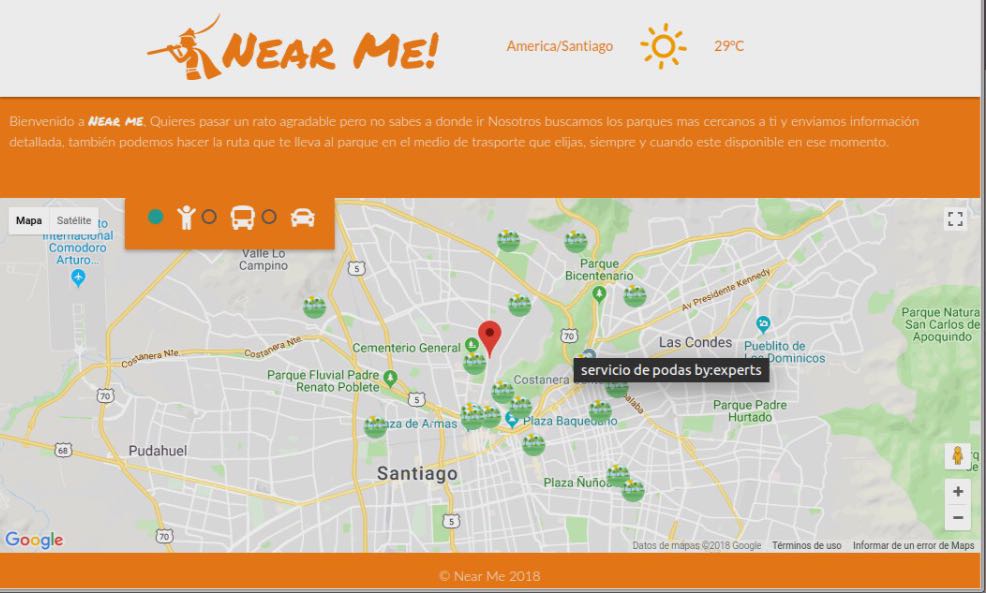 Near Me!
America/Santiago
29°C
Bienvenido a Near Me, Quieres pasar un rato agradable pero no sabes a donde ir Nosotros buscamos los parques mas cercanos a ti y enviamos información
detallada, también podemos hacer la ruta que te lleva al parque en el medio de trasporte que elijas, siempre y cuando este disponible en ese momento.
Mapa
Satélite
to
Internacional
Comodoro
Arturo...
Valle Lo
Campino
5
Parque
Bicentenario
Av Presidente Kennedy
Parque Natura
San Carlos de
Apoquindo
70
Las Condes
Pueblito de
Los Dominicos
Cementerio General
Costanera Nte.
Costanera Nte.
servicio de podas by:experts
Parque Fluvial Padre
Renato Poblete
Costanera
70
5
Parque Padre
Hurtado
aza de Armas
Plaza Baquedano
68
Pudahuel
Santiago
Plaza Ñuñoa
5
70
Google
Datos de mapas ©2018 Google
Términos de uso
Informar de un error de Maps
© Near Me 2018